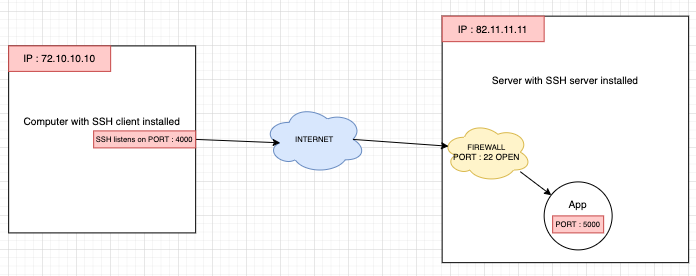 IP : 72.10.10.10
Computer with SSH client installed
SSH listens on PORT : 4000
INTERNET
IP : 82.11.11.11
Server with SSH server installed
FIREWALL
PORT : 22 OPEN
App
PORT : 5000